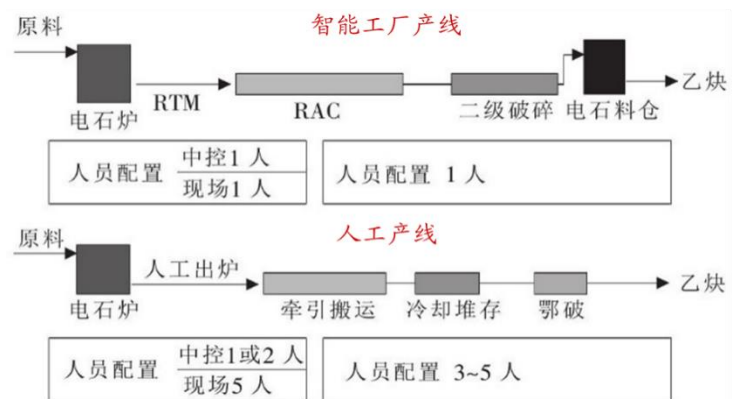 智能工厂产线
原料
电石炉
RTM
RAC
二级破碎
电石料仓
乙炔
人员配置 中控1人
现场1人
人员配置 1人
人工产线
原料
电石炉
人工出炉
牵引搬运
冷却堆存
鄂破
乙炔
人员配置 中控1或2人
现场5人
人员配置 3~5人